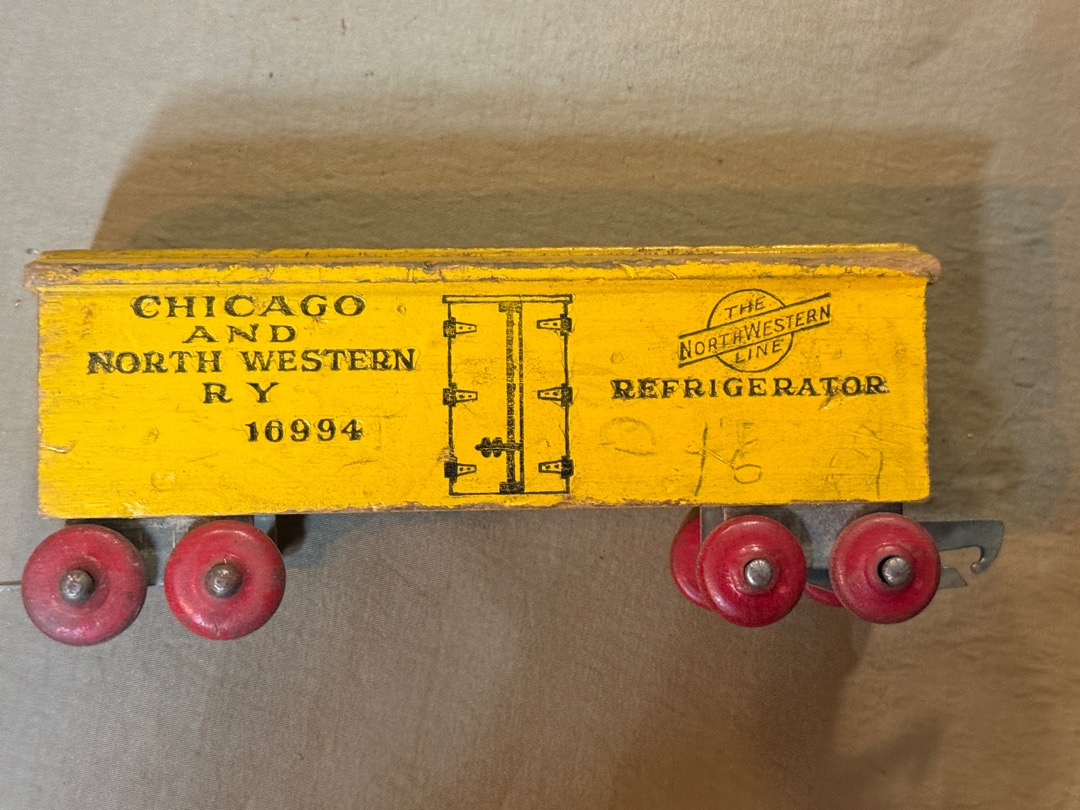 CHICAGO
AND
NORTH WESTERN
RY
16994
THE
NORTHWESTERN
LINE
REFRIGERATOR